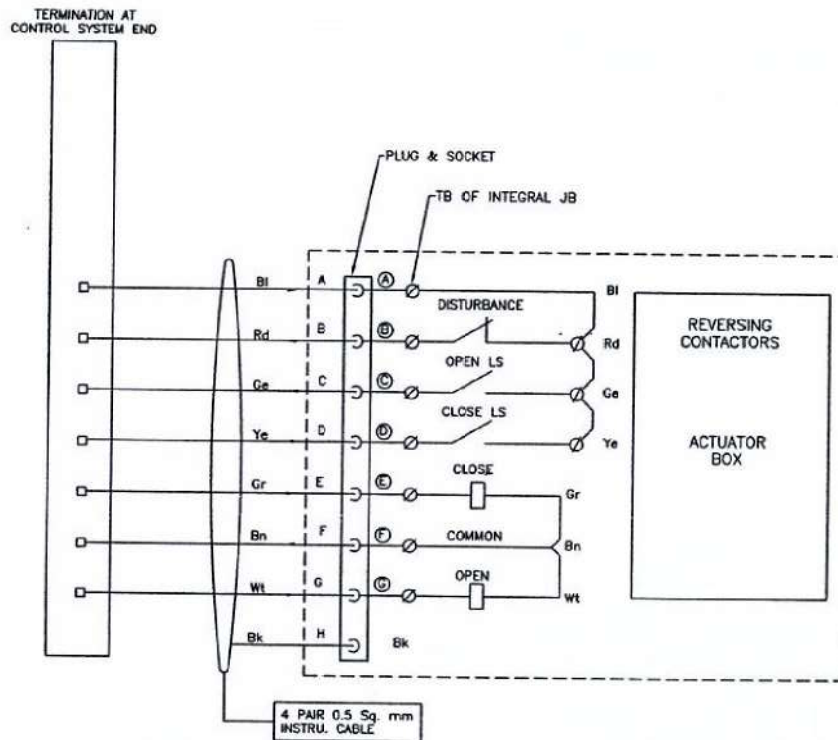 TERMINATION AT
CONTROL SYSTEM END
PLUG & SOCKET
TB OF INTEGRAL JB
Bl A A Bl
DISTURBANCE
Rd B B Rd
OPEN LS
Ge C C Ge
CLOSE LS
Ye D D Ye
CLOSE
Gr E E Gr
Bn F F COMMON Bn
OPEN
Wt G G Wt
Bk H Bk
REVERSING
CONTACTORS
ACTUATOR
BOX
4 PAIR 0.5 Sq. mm
INSTRU. CABLE